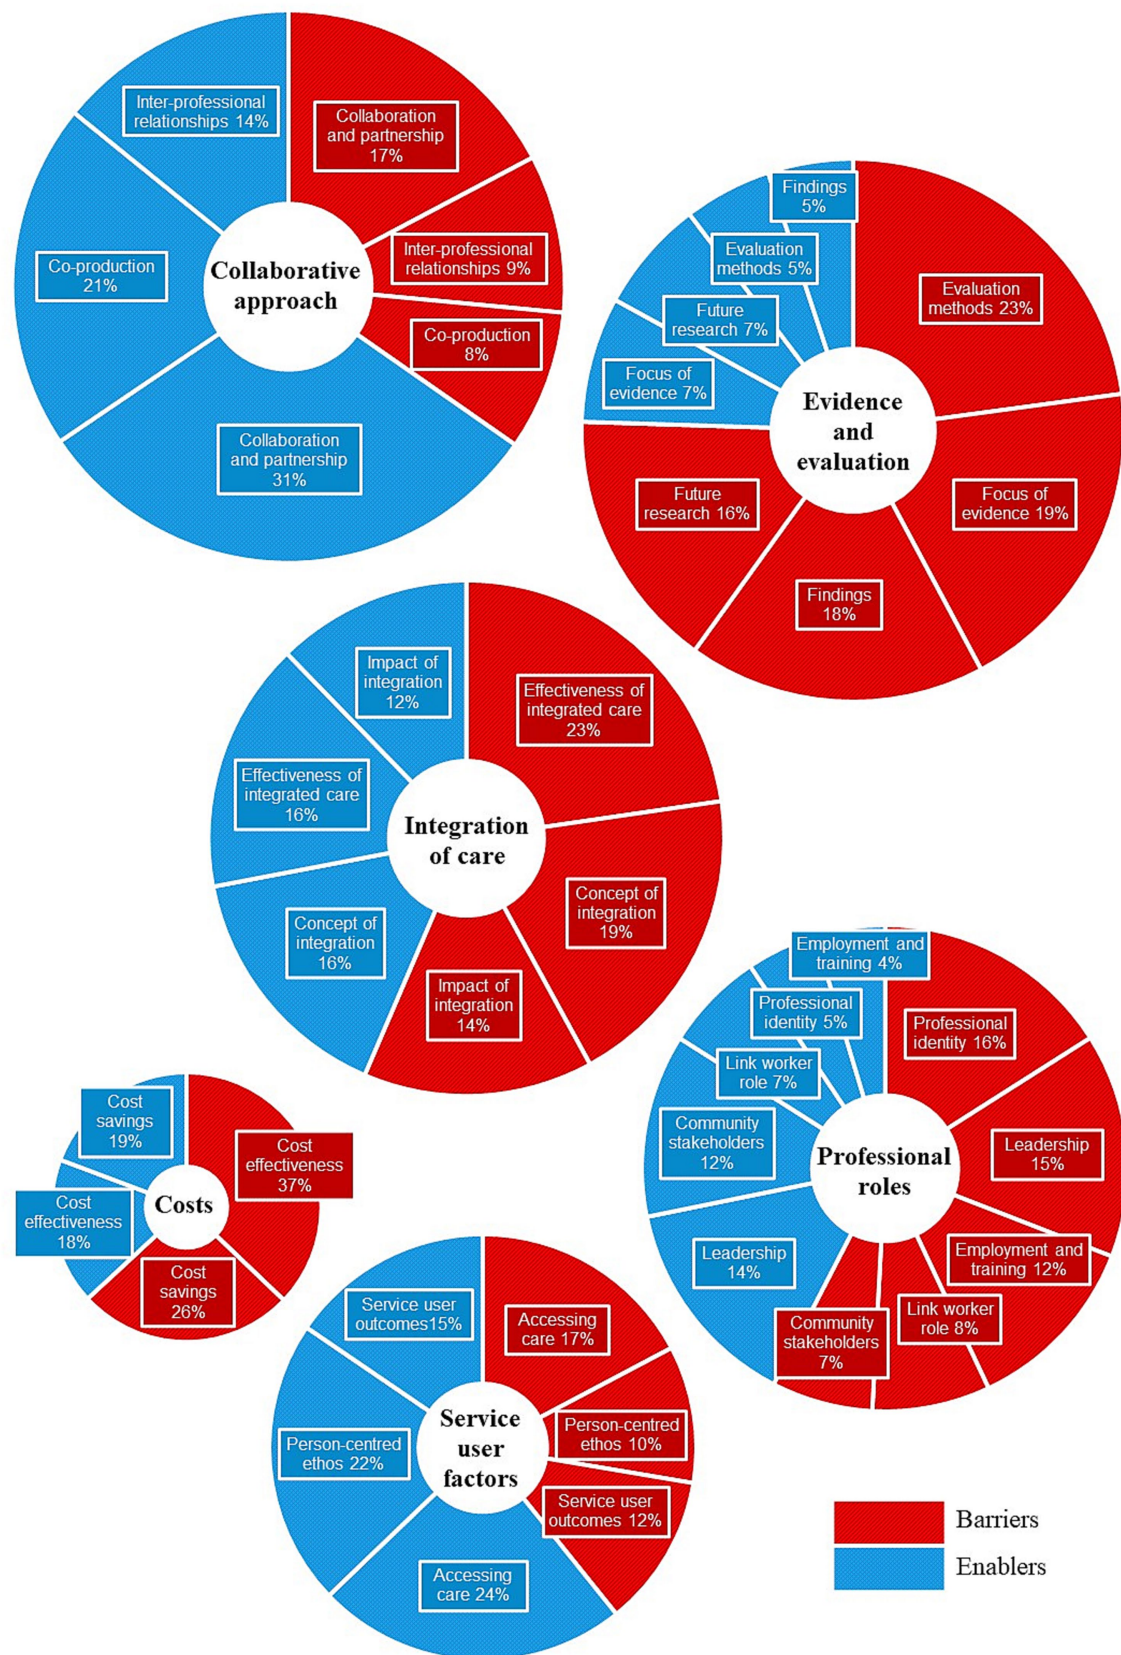 Inter-professional
relationships 14%
Collaboration
and partnership
17%
Inter-professional
relationships 9%
Co-production
8%
Collaboration
and partnership
31%
Co-production
21%
Collaborative
approach
Findings
5%
Evaluation
methods 5%
Future
research 7%
Focus of
evidence 7%
Evaluation
methods 23%
Focus of
evidence 19%
Findings
18%
Future
research 16%
Evidence
and
evaluation
Impact of
integration
12%
Effectiveness of
integrated care
23%
Effectiveness of
integrated care
16%
Concept of
integration
19%
Concept of
integration
16%
Impact of
integration
14%
Integration
of care
Employment and
training 4%
Professional
identity 5%
Link worker
role 7%
Community
stakeholders
12%
Leadership
14%
Professional
identity 16%
Leadership
15%
Employment and
training 12%
Link worker
role 8%
Community
stakeholders
7%
Professional
roles
Cost
savings
19%
Cost
effectiveness
37%
Cost
effectiveness
18%
Cost
savings
26%
Costs
Service user
outcomes15%
Accessing
care 17%
Person-centred
ethos 10%
Service user
outcomes 12%
Accessing
care 24%
Person-centred
ethos 22%
Service
user
factors
Barriers
Enablers